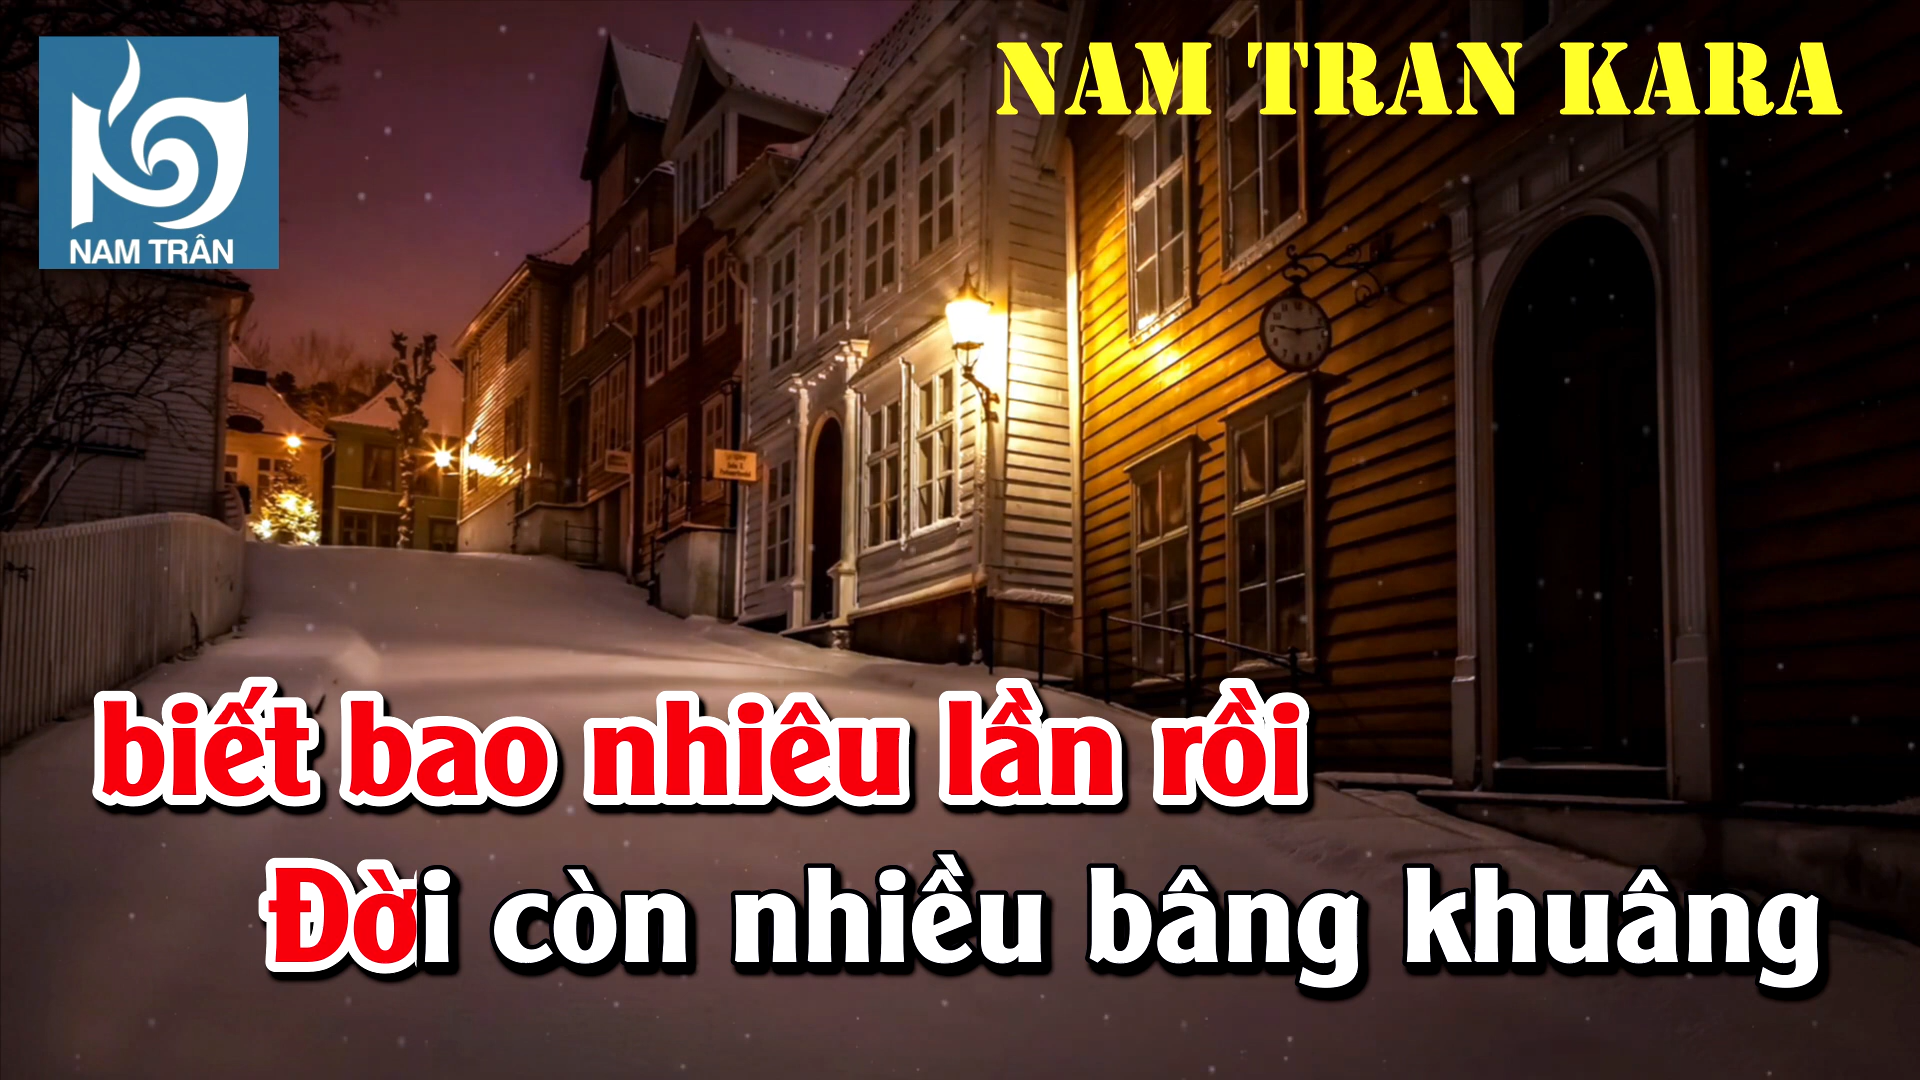 NAM TRAN KARA
NAM TRÂN
biết bao nhiêu lần rồi
Đời còn nhiều bâng khuâng